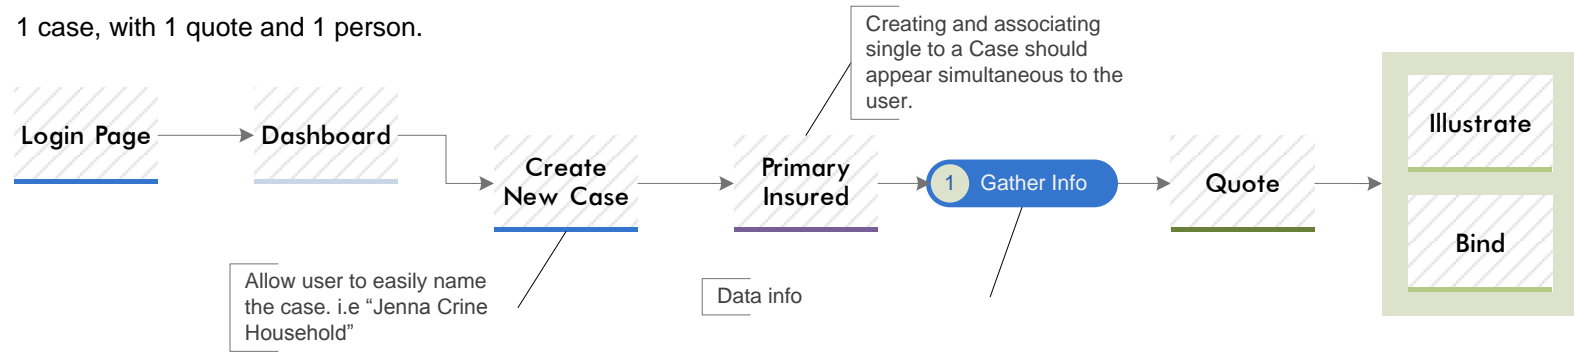 1 case, with 1 quote and 1 person.
Creating and associating
single to a Case should
appear simultaneous to the
user.
Login Page
Dashboard
Create
New Case
Primary
Insured
1 Gather Info
Quote
Illustrate
Bind
Allow user to easily name
the case. i.e “Jenna Crine
Household”
Data info